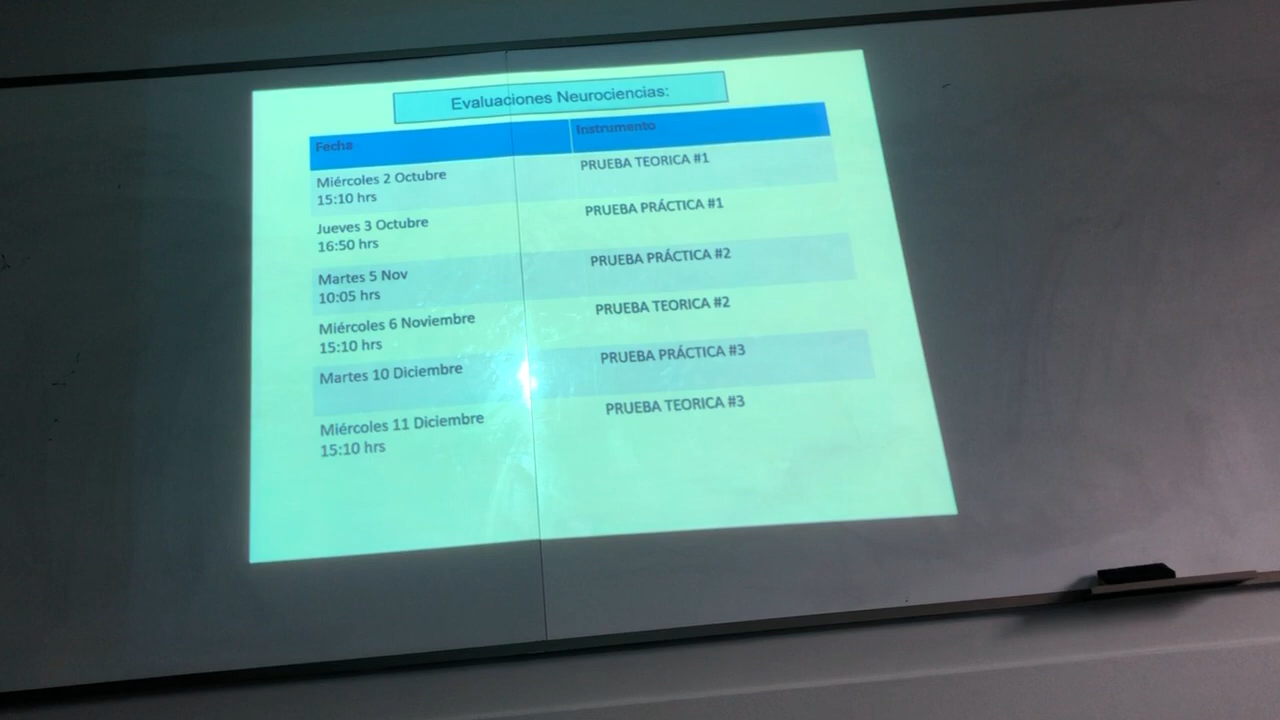 Evaluaciones Neurociencias:
Fecha Instrumento
Miércoles 2 Octubre PRUEBA TEORICA #1
15:10 hrs
Jueves 3 Octubre PRUEBA PRÁCTICA #1
16:50 hrs
Martes 5 Nov PRUEBA PRÁCTICA #2
10:05 hrs
Miércoles 6 Noviembre PRUEBA TEORICA #2
15:10 hrs
Martes 10 Diciembre PRUEBA PRÁCTICA #3
Miércoles 11 Diciembre PRUEBA TEORICA #3
15:10 hrs